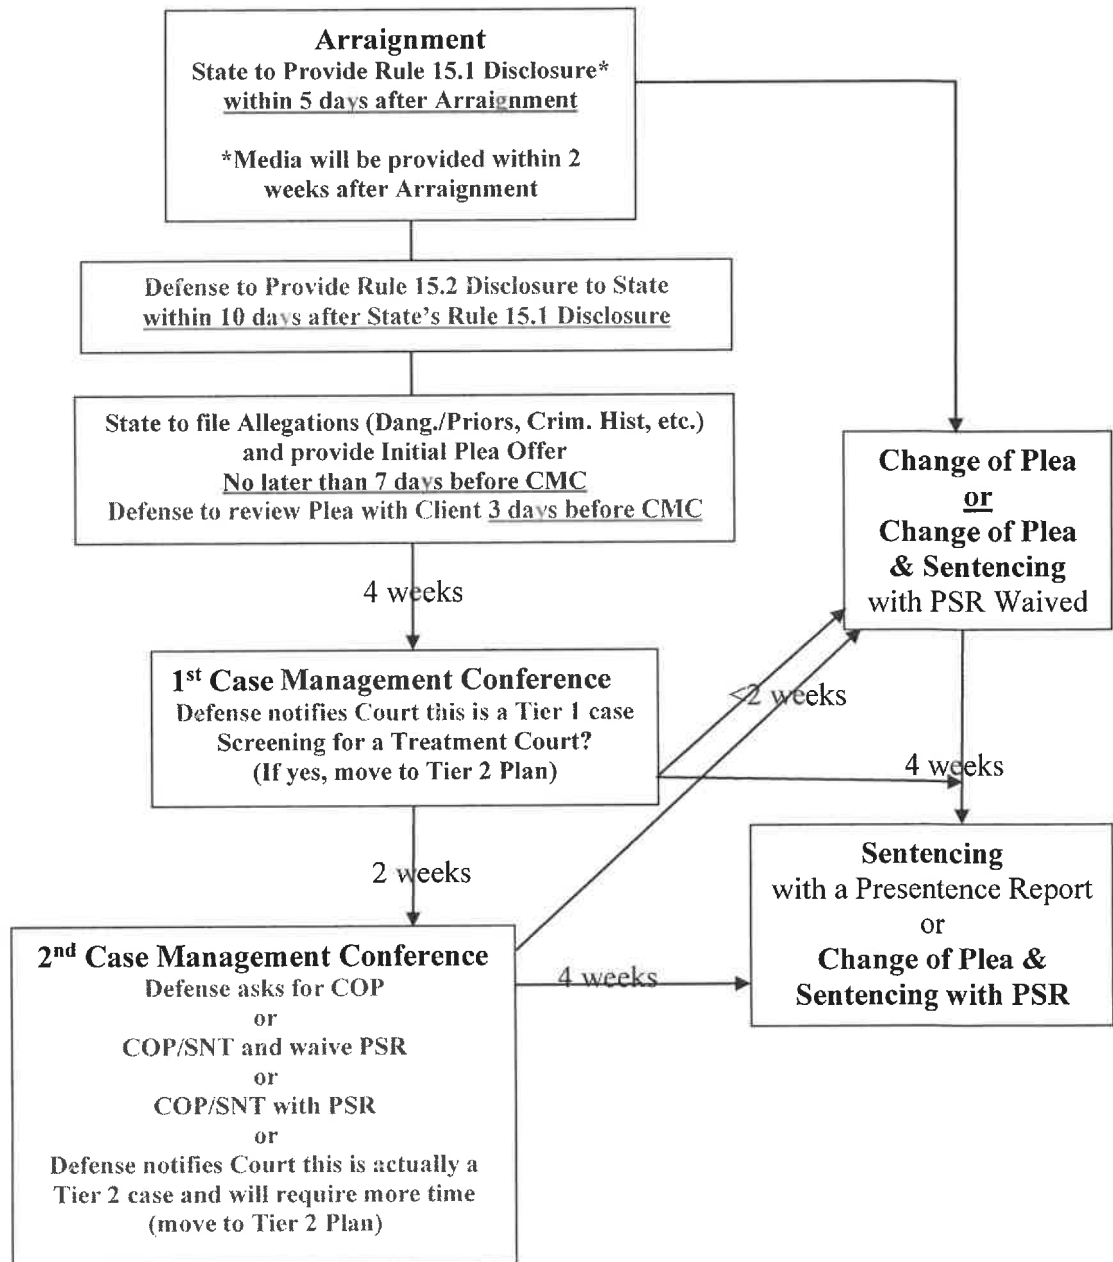 Arraignment
State to Provide Rule 15.1 Disclosure*
within 5 days after Arraignment
*Media will be provided within 2
weeks after Arraignment
Defense to Provide Rule 15.2 Disclosure to State
within 10 days after State's Rule 15.1 Disclosure
State to file Allegations (Dang./Priors, Crim. Hist, etc.)
and provide Initial Plea Offer
No later than 7 days before CMC
Defense to review Plea with Client 3 days before CMC
4 weeks
1st Case Management Conference
Defense notifies Court this is a Tier 1 case
Screening for a Treatment Court?
(If yes, move to Tier 2 Plan)
2 weeks
2nd Case Management Conference
Defense asks for COP
or
COP/SNT and waive PSR
or
COP/SNT with PSR
or
Defense notifies Court this is actually a
Tier 2 case and will require more time
(move to Tier 2 Plan)
Change of Plea
or
Change of Plea
& Sentencing
with PSR Waived
<2 weeks
4 weeks
4 weeks
Sentencing
with a Presentence Report
or
Change of Plea &
Sentencing with PSR